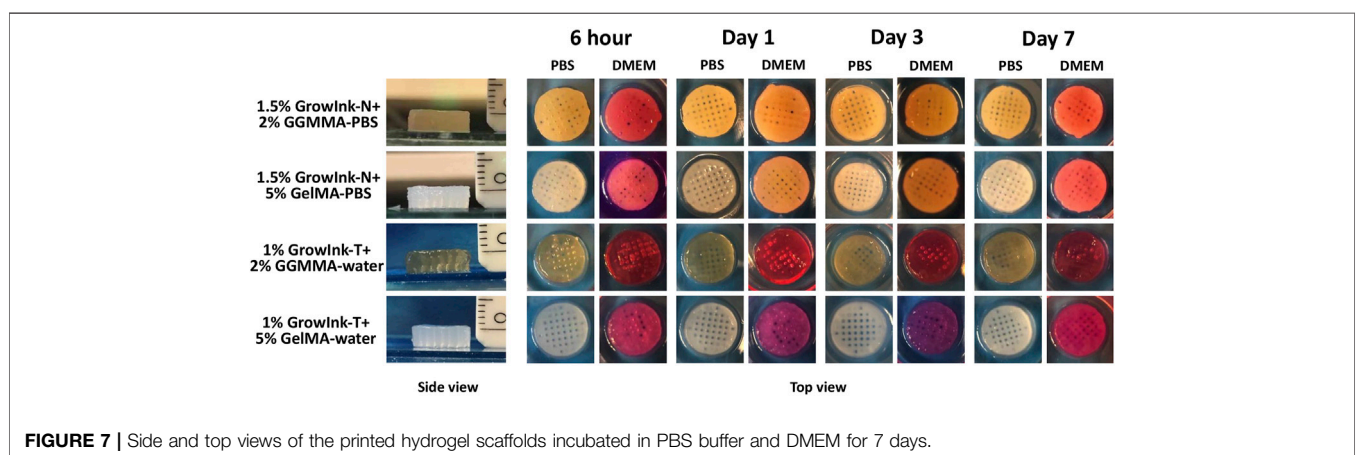 6 hour Day 1 Day 3 Day 7
PBS DMEM PBS DMEM PBS DMEM PBS DMEM
1.5% GrowInk-N+
2% GGMMA-PBS
1.5% GrowInk-N+
5% GelMA-PBS
1% GrowInk-T+
2% GGMMA-water
1% GrowInk-T+
5% GelMA-water
Side view Top view
FIGURE 7 | Side and top views of the printed hydrogel scaffolds incubated in PBS buffer and DMEM for 7 days.